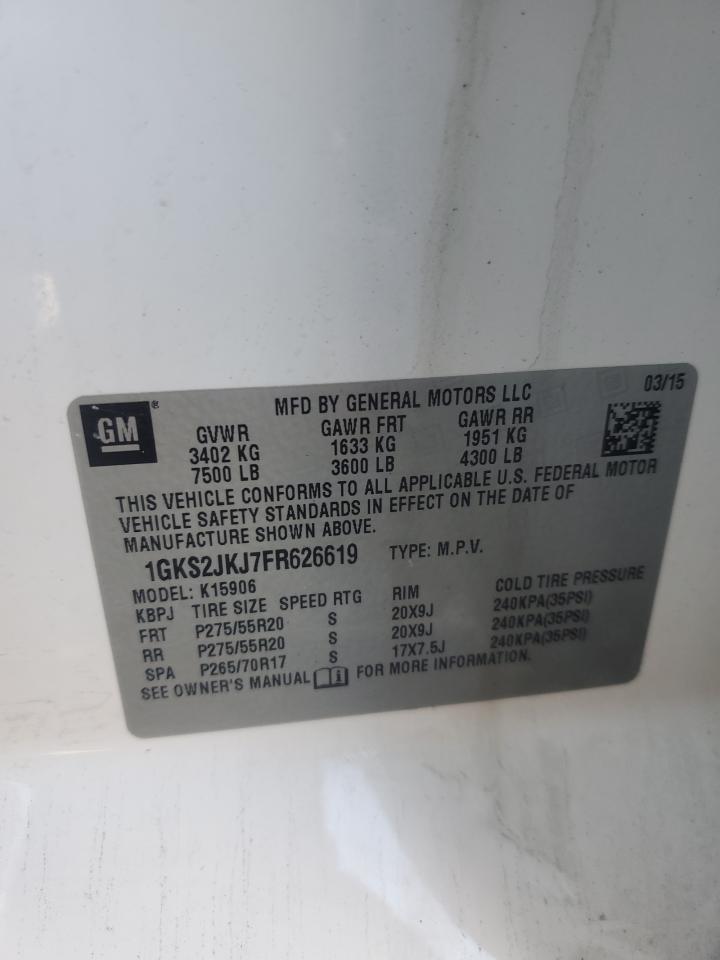 GM ® MFD BY GENERAL MOTORS LLC 03/15
GVWR GAWR FRT GAWR RR
3402 KG 1633 KG 1951 KG
7500 LB 3600 LB 4300 LB
THIS VEHICLE CONFORMS TO ALL APPLICABLE U.S. FEDERAL MOTOR
VEHICLE SAFETY STANDARDS IN EFFECT ON THE DATE OF
MANUFACTURE SHOWN ABOVE.
1GKS2JKJ7FR626619 TYPE: M.P.V.
MODEL: K15906
KBPJ TIRE SIZE SPEED RTG RIM COLD TIRE PRESSURE
FRT P275/55R20 S 20X9J 240KPA(35PSI)
RR P275/55R20 S 20X9J 240KPA(35PSI)
SPA P265/70R17 S 17X7.5J 240KPA(35PSI)
SEE OWNER'S MANUAL i FOR MORE INFORMATION.